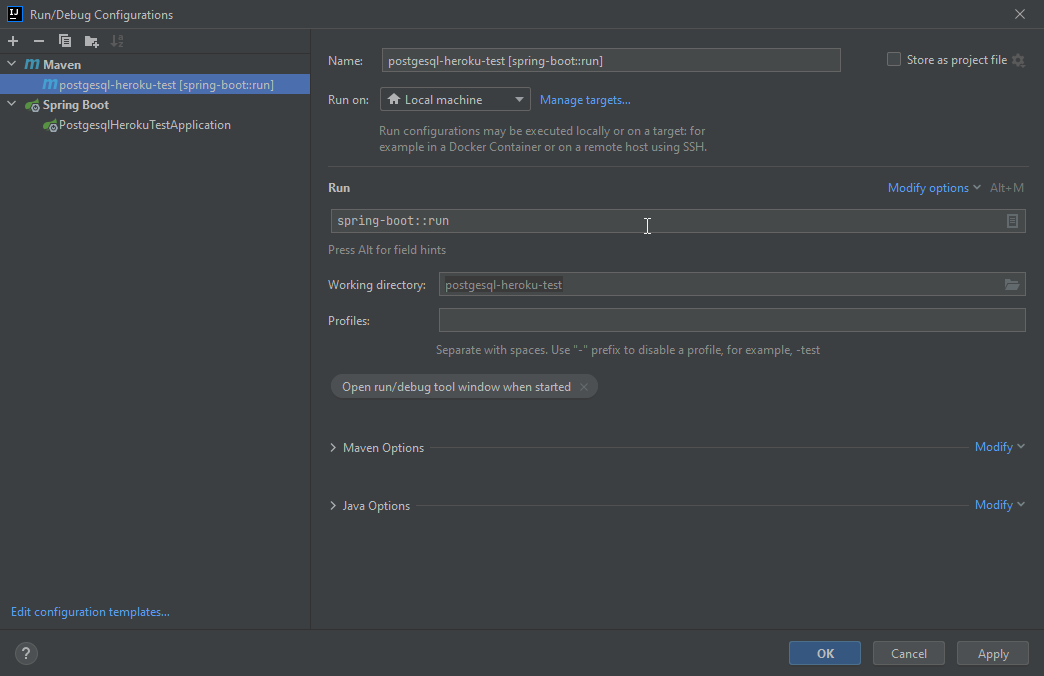 Run/Debug Configurations
Maven
postgesql-heroku-test [spring-boot::run]
Spring Boot
PostgesqlHerokuTestApplication
Edit configuration templates...
Name: postgesql-heroku-test [spring-boot::run] Store as project file
Run on: Local machine Manage targets...
Run configurations may be executed locally or on a target: for
example in a Docker Container or on a remote host using SSH.
Run Modify options Alt+M
spring-boot::run
Press Alt for field hints
Working directory: postgesql-heroku-test
Profiles:
Separate with spaces. Use "-" prefix to disable a profile, for example, -test
Open run/debug tool window when started ×
Maven Options Modify
Java Options Modify
? OK Cancel Apply